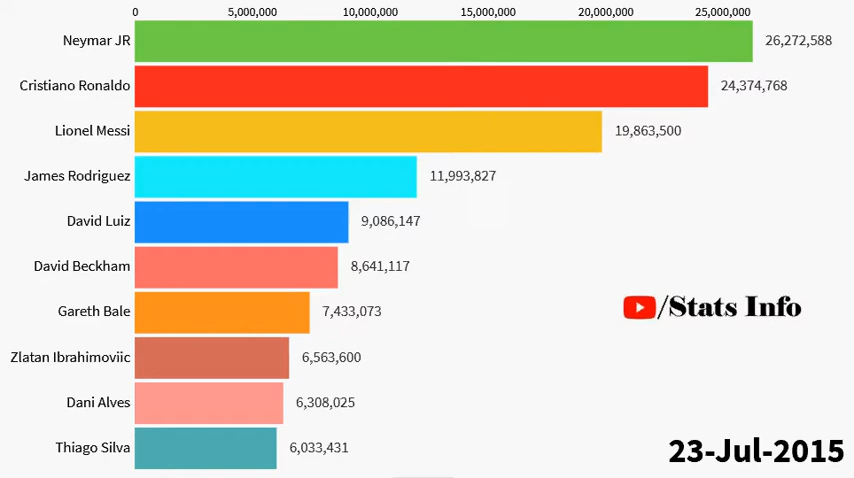 0 5,000,000 10,000,000 15,000,000 20,000,000 25,000,000
Neymar JR 26,272,588
Cristiano Ronaldo 24,374,768
Lionel Messi 19,863,500
James Rodriguez 11,993,827
David Luiz 9,086,147
David Beckham 8,641,117
Gareth Bale 7,433,073
/Stats Info
Zlatan Ibrahimoviic 6,563,600
Dani Alves 6,308,025
Thiago Silva 6,033,431
23-Jul-2015